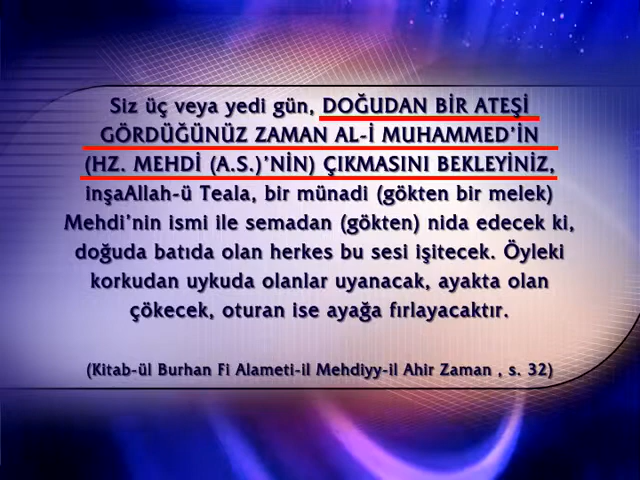 Siz üç veya yedi gün, DOĞUDAN BİR ATEŞİ
GÖRDÜĞÜNÜZ ZAMAN AL-İ MUHAMMED'İN
(HZ. MEHDİ (A.S.)'NİN) ÇIKMASINI BEKLEYİNİZ,
inşaAllah-ü Teala, bir münadi (gökten bir melek)
Mehdi'nin ismi ile semadan (gökten) nida edecek ki,
doğuda batıda olan herkes bu sesi işitecek. Öyleki
korkudan uykuda olanlar uyanacak, ayakta olan
çökecek, oturan ise ayağa fırlayacaktır.
(Kitab-ül Burhan Fi Alameti-il Mehdiyy-il Ahir Zaman , s. 32)